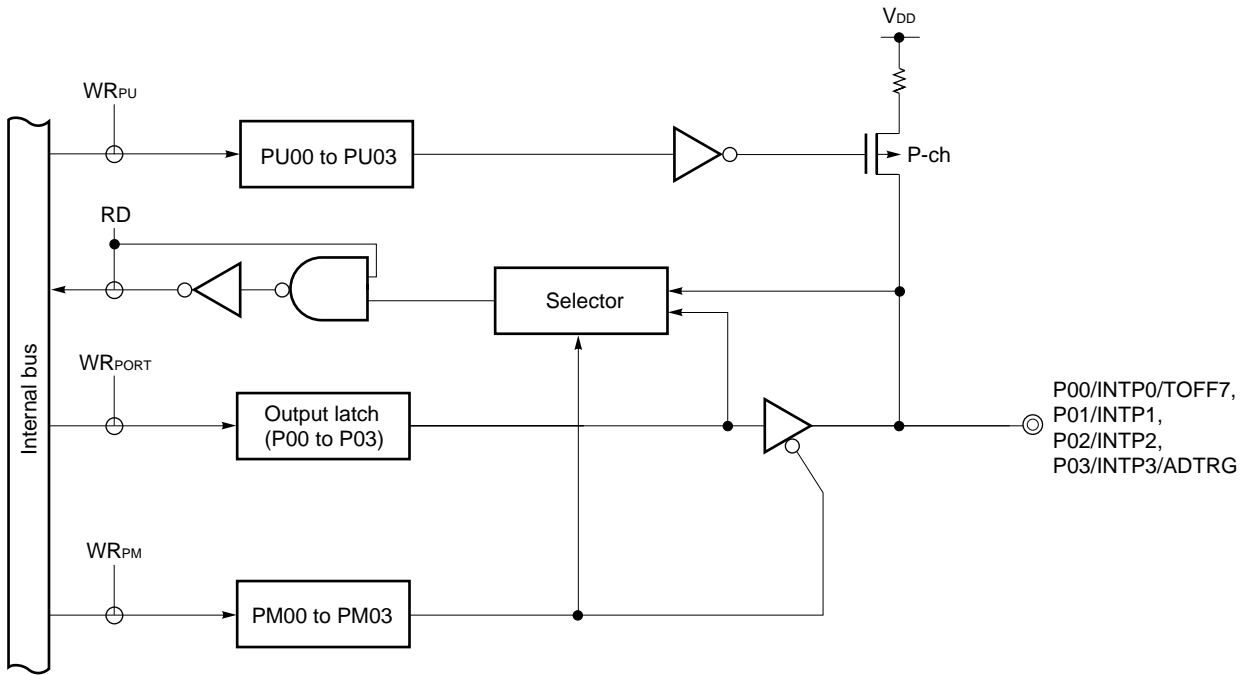 VDD
WRPU
PU00 to PU03
P-ch
RD
Selector
Internal bus
WRPORT
Output latch
(P00 to P03)
P00/INTP0/TOFF7,
P01/INTP1,
P02/INTP2,
P03/INTP3/ADTRG
WRPM
PM00 to PM03